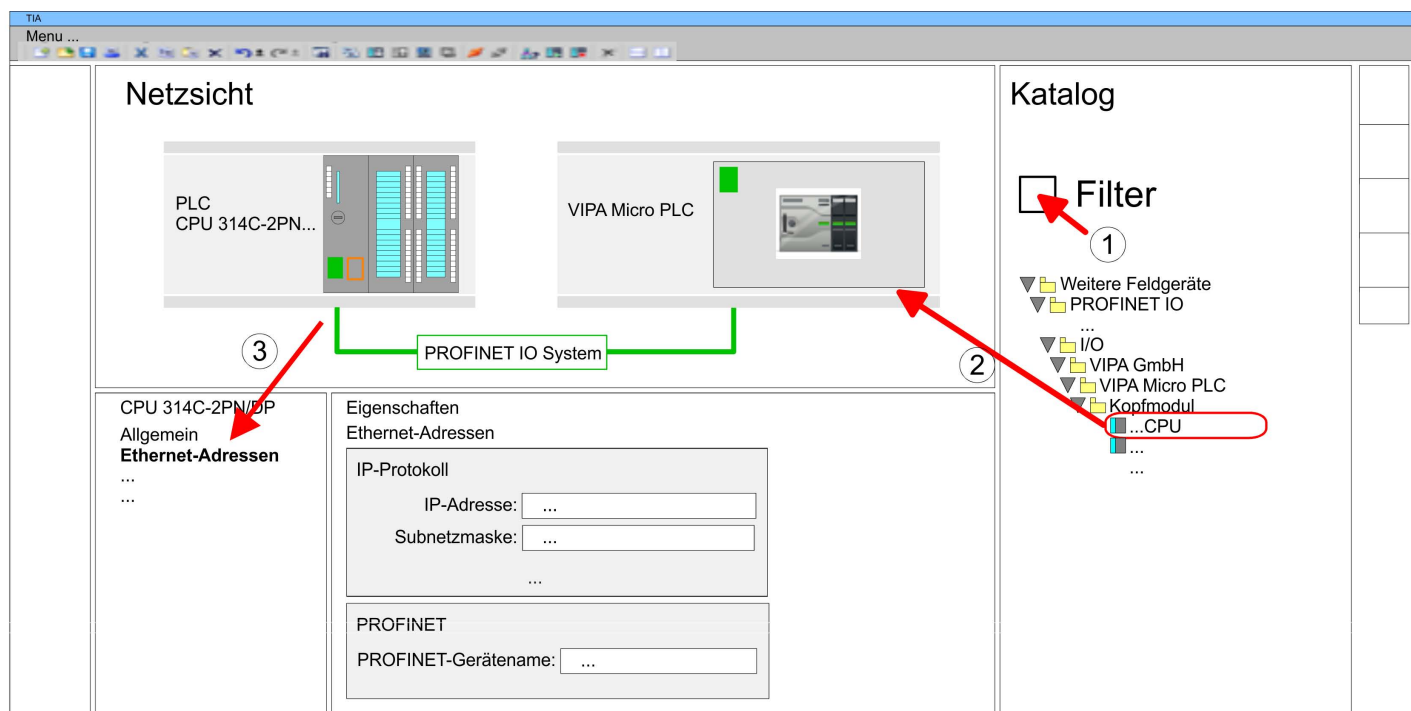 TIA
Menu ...
Netzsicht
PLC
CPU 314C-2PN...
VIPA Micro PLC
PROFINET IO System
3
2
Katalog
Filter
1
Weitere Feldgeräte
PROFINET IO
...
I/O
VIPA GmbH
VIPA Micro PLC
Kopfmodul
...CPU
...
...
CPU 314C-2PN/DP
Allgemein
Ethernet-Adressen
...
...
Eigenschaften
Ethernet-Adressen
IP-Protokoll
IP-Adresse: ...
Subnetzmaske: ...
...
PROFINET
PROFINET-Gerätename: ...